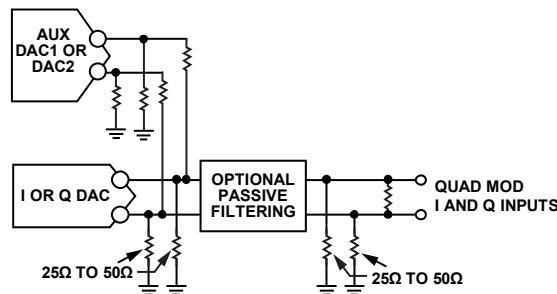 AUX
DAC1 OR
DAC2
I OR Q DAC
OPTIONAL
PASSIVE
FILTERING
QUAD MOD
I AND Q INPUTS
25Ω TO 50Ω
25Ω TO 50Ω